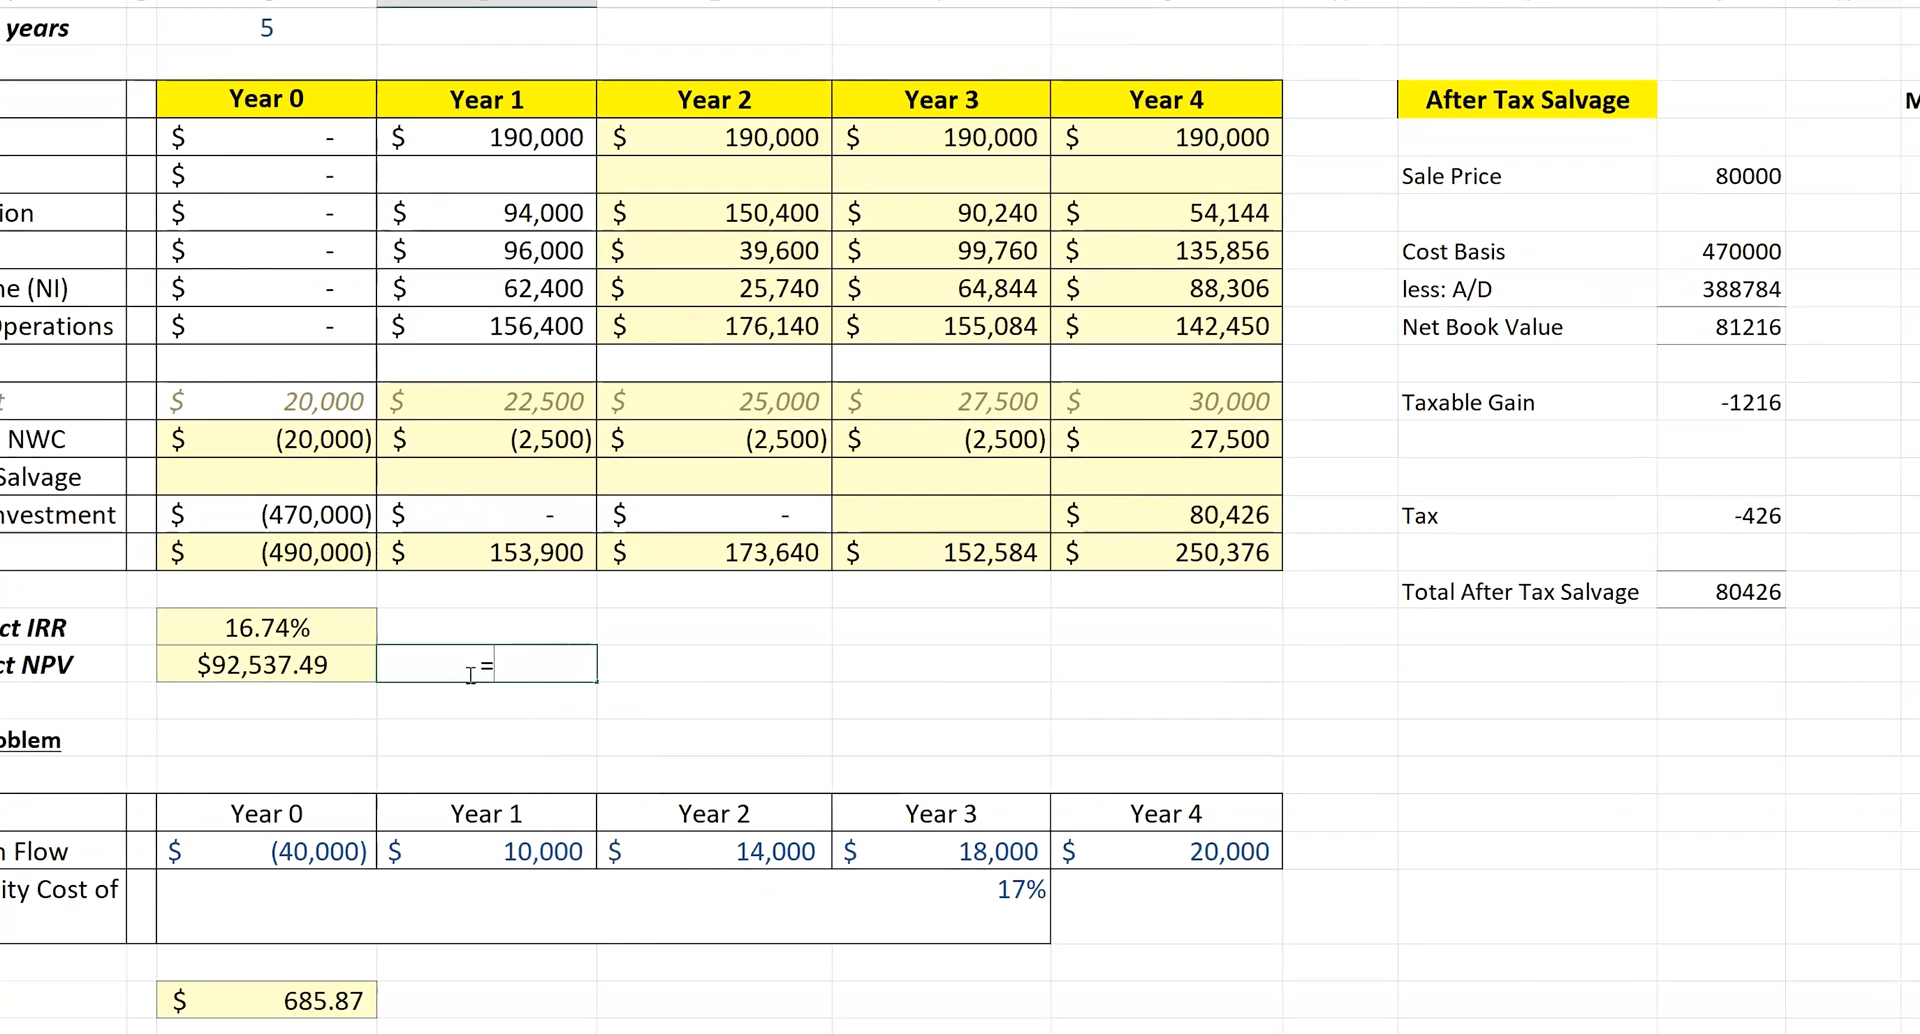 years 5
Year 0 Year 1 Year 2 Year 3 Year 4 After Tax Salvage
$ - $ 190,000 $ 190,000 $ 190,000 $ 190,000
$ - Sale Price 80000
ion $ - $ 94,000 $ 150,400 $ 90,240 $ 54,144
$ - $ 96,000 $ 39,600 $ 99,760 $ 135,856 Cost Basis 470000
ne (NI) $ - $ 62,400 $ 25,740 $ 64,844 $ 88,306 less: A/D 388784
Operations $ - $ 156,400 $ 176,140 $ 155,084 $ 142,450 Net Book Value 81216
t $ 20,000 $ 22,500 $ 25,000 $ 27,500 $ 30,000 Taxable Gain -1216
NWC $ (20,000) $ (2,500) $ (2,500) $ (2,500) $ 27,500
Salvage
nvestment $ (470,000) $ - $ - $ 80,426 Tax -426
$ (490,000) $ 153,900 $ 173,640 $ 152,584 $ 250,376
Total After Tax Salvage 80426
ct IRR 16.74%
ct NPV $92,537.49 =
oblem
Year 0 Year 1 Year 2 Year 3 Year 4
n Flow $ (40,000) $ 10,000 $ 14,000 $ 18,000 $ 20,000
ity Cost of 17%
$ 685.87